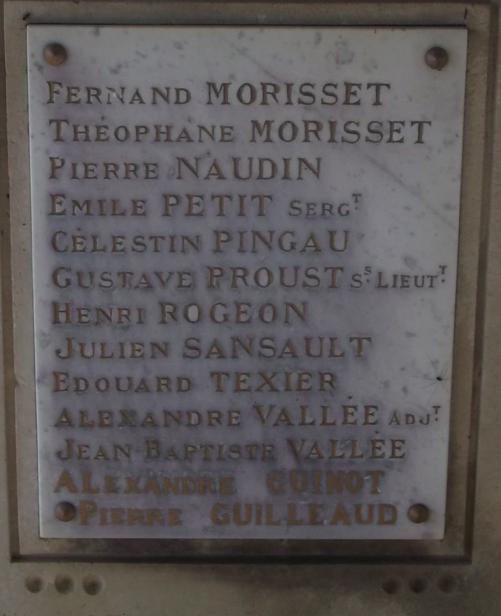 FERNAND MORISSET
THÉOPHANE MORISSET
PIERRE NAUDIN
EMILE PETIT SERGT
CÉLESTIN PINGAU
GUSTAVE PROUST SS LIEUTT
HENRI ROGEON
JULIEN SANSAULT
EDOUARD TEXIER
ALEXANDRE VALLÉE ADJT
JEAN BAPTISTE VALLÉE
ALEXANDRE GUINOT
PIERRE GUILLEAUD